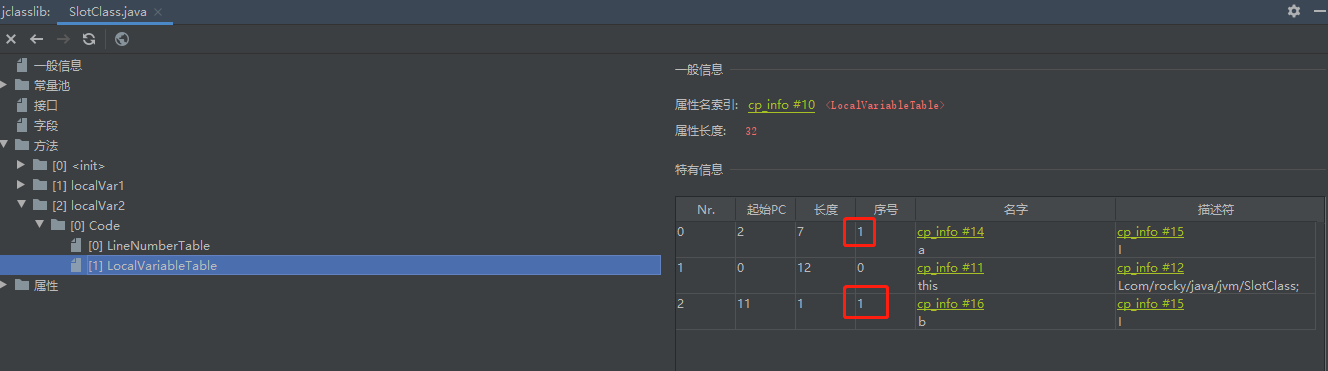 jclasslib: SlotClass.java
一般信息
常量池
接口
字段
方法
[0] <init>
[1] localVar1
[2] localVar2
[0] Code
[0] LineNumberTable
[1] LocalVariableTable
属性
一般信息
属性名索引: cp_info #10 <LocalVariableTable>
属性长度: 32
特有信息
Nr. 起始PC 长度 序号 名字 描述符
0 2 7 1 cp_info #14 cp_info #15
a I
1 0 12 0 cp_info #11 cp_info #12
this Lcom/rocky/java/jvm/SlotClass;
2 11 1 1 cp_info #16 cp_info #15
b I